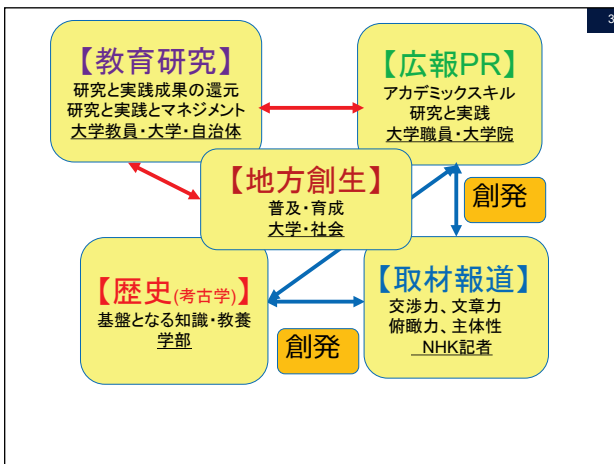 3
【教育研究】
研究と実践成果の還元
研究と実践とマネジメント
大学教員・大学・自治体
【広報PR】
アカデミックスキル
研究と実践
大学職員・大学院
【地方創生】
普及・育成
大学・社会
創発
【歴史(考古学)】
基盤となる知識・教養
学部
創発
【取材報道】
交渉力、文章力
俯瞰力、主体性
NHK記者